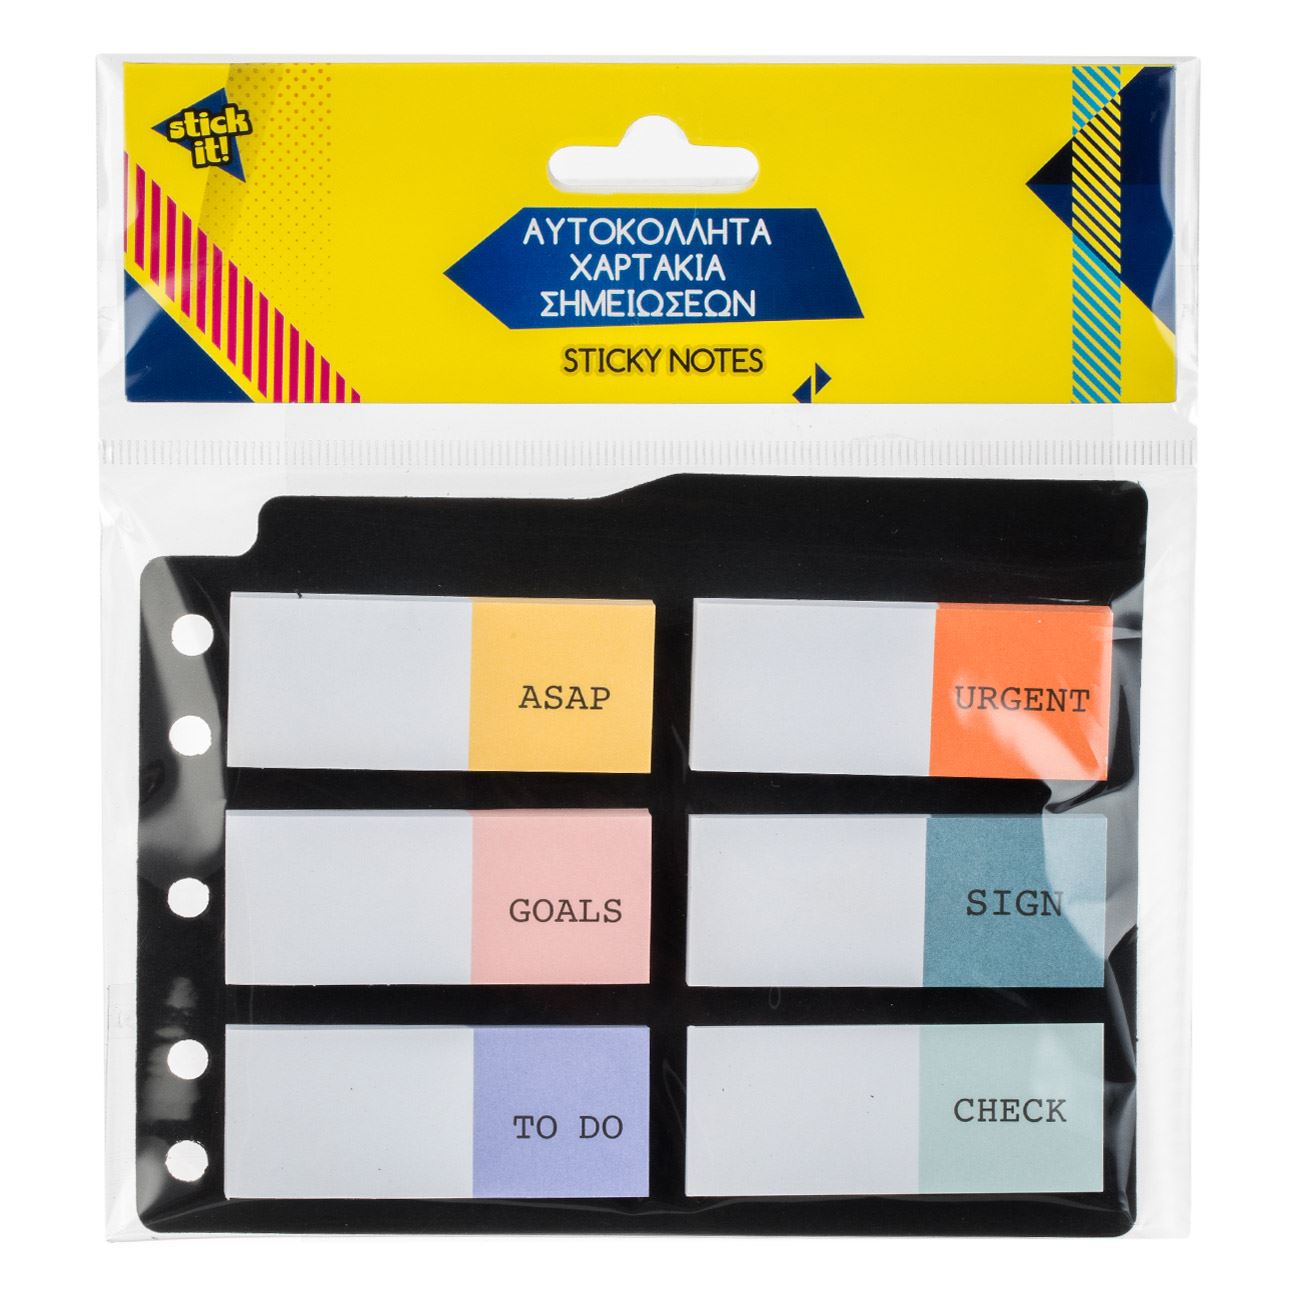 stick
it!
ΑΥΤΟΚΟΛΛΗΤΑ
ΧΑΡΤΑΚΙΑ
ΣΗΜΕΙΩΣΕΩΝ
STICKY NOTES
ASAP
URGENT
GOALS
SIGN
TO DO
CHECK